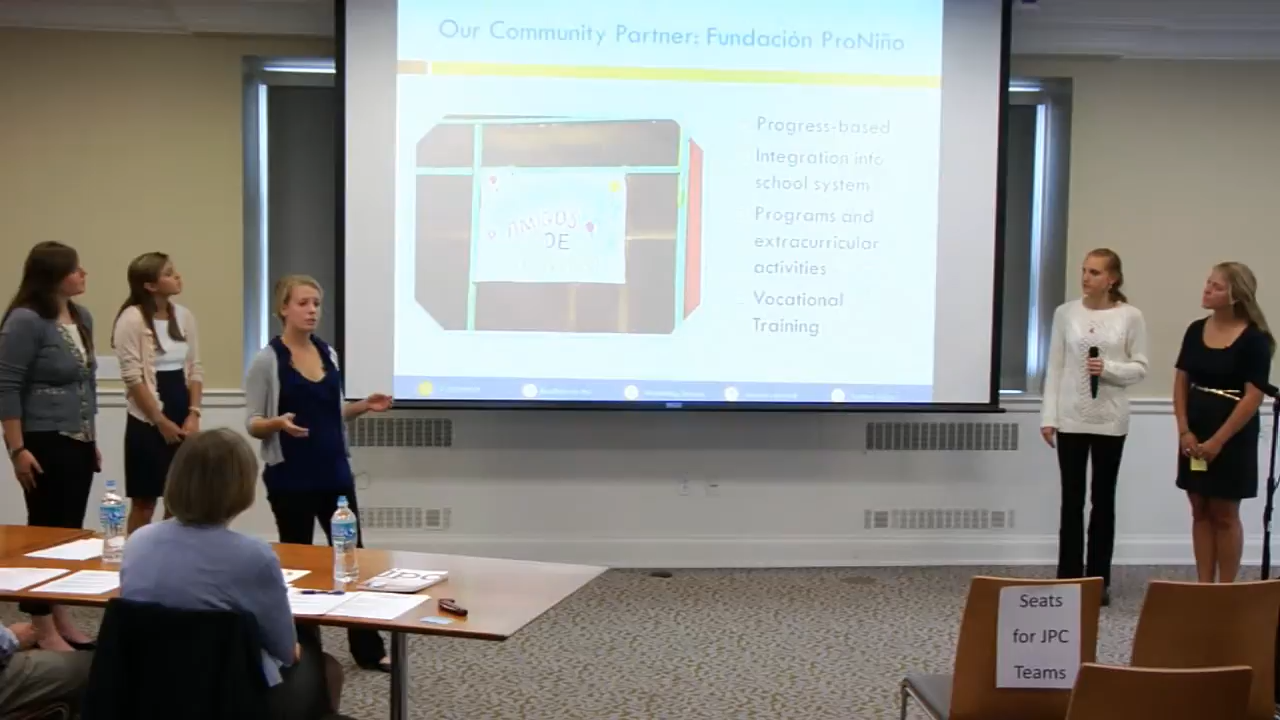 Our Community Partner: Fundación ProNiño
Progress-based
Integration into
school system
Programs and
extracurricular
activities
Vocational
Training
AMIGOS
DE
JPC
Seats
for JPC
Teams